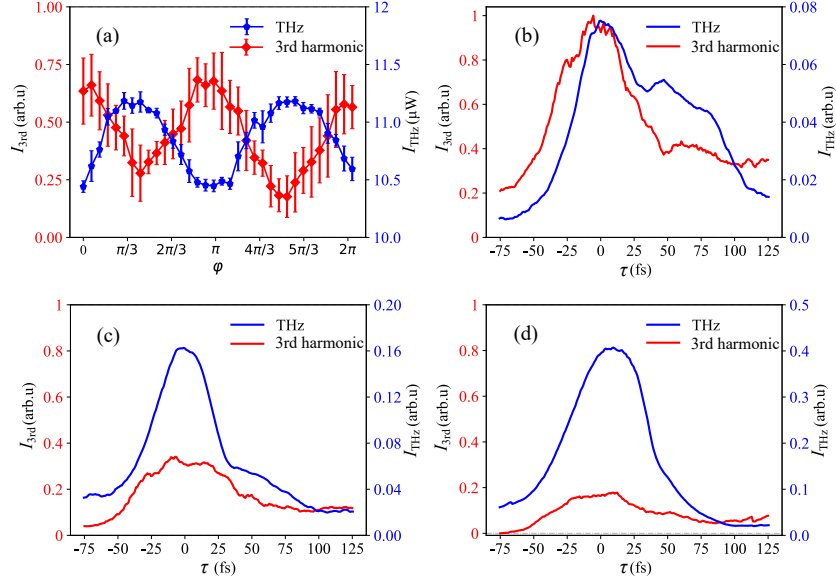 (a)
THz
3rd harmonic
I3rd (arb.u)
1.00
0.75
0.50
0.25
0.00
ITHz (μW)
12
11.2
11.1
10.5
10.0
0 π/3 2π/3 π 4π/3 5π/3 2π
φ
(b)
THz
3rd harmonic
I3rd (arb.u)
1
0.8
0.6
0.4
0.2
0
ITHz (arb.u)
0.08
0.06
0.04
0.02
0.0
-75 -50 -25 0 25 50 75 100 125
τ (fs)
(c)
THz
3rd harmonic
I3rd (arb.u)
1
0.8
0.6
0.4
0.2
0
ITHz (arb.u)
0.20
0.16
0.12
0.08
0.04
0.00
-75 -50 -25 0 25 50 75 100 125
τ (fs)
(d)
THz
3rd harmonic
I3rd (arb.u)
1
0.8
0.6
0.4
0.2
0
ITHz (arb.u)
0.5
0.4
0.3
0.2
0.1
0.0
-75 -50 -25 0 25 50 75 100 125
τ (fs)